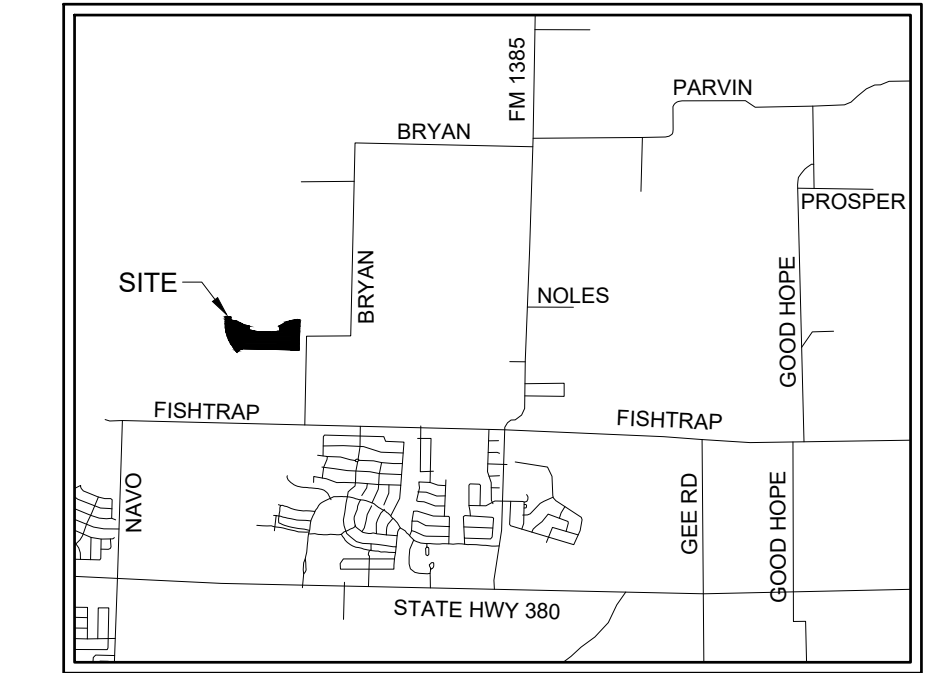 FM 1385
PARVIN
BRYAN
PROSPER
SITE
BRYAN
NOLES
GOOD HOPE
FISHTRAP
FISHTRAP
NAVO
GEE RD
GOOD HOPE
STATE HWY 380